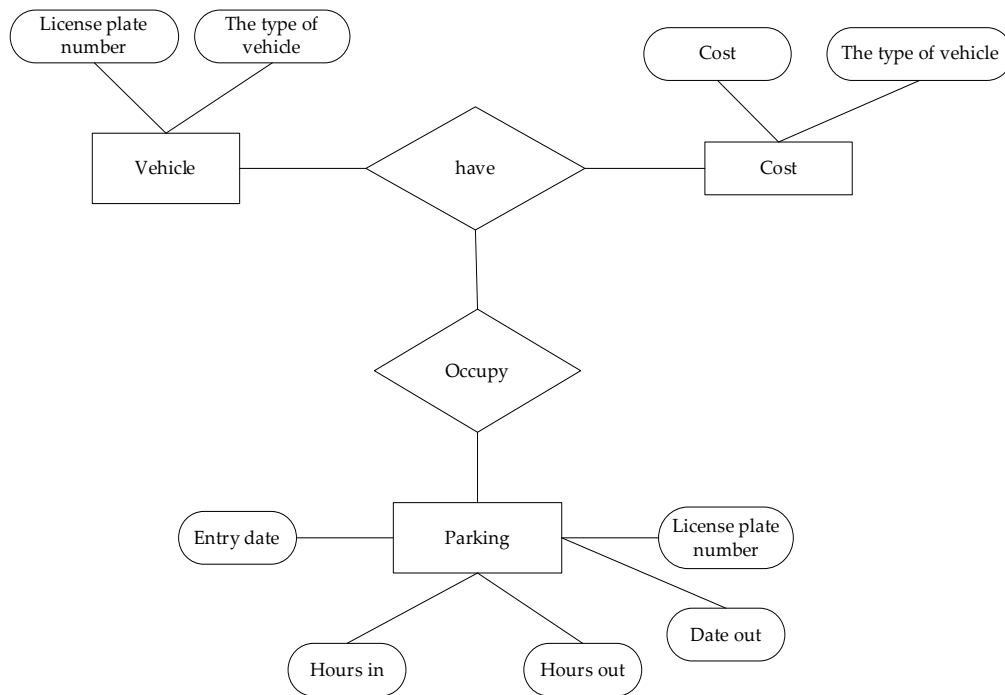 License plate
number
The type of
vehicle
Cost
The type of vehicle
Vehicle
have
Cost
Occupy
Entry date
Parking
License plate
number
Date out
Hours in
Hours out